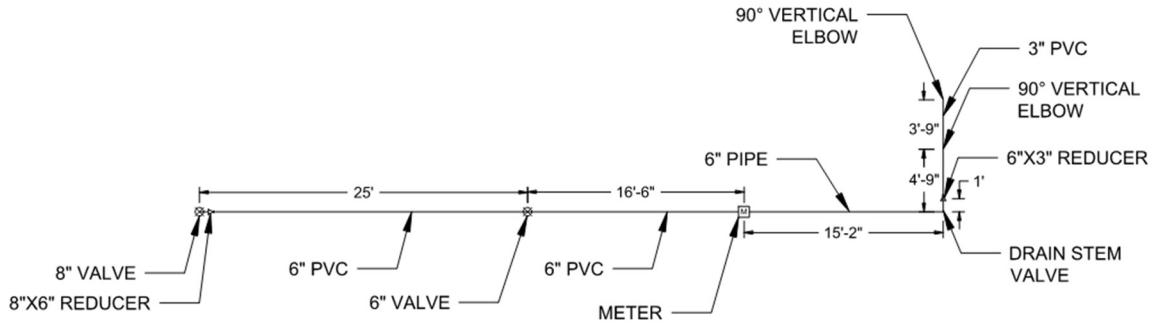 90° VERTICAL
ELBOW
3" PVC
90° VERTICAL
ELBOW
3'-9"
6" PIPE
6"X3" REDUCER
4'-9"
1'
25'
16'-6"
M
15'-2"
8" VALVE
6" PVC
6" PVC
DRAIN STEM
VALVE
8"X6" REDUCER
6" VALVE
METER